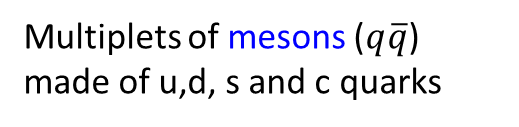 Multiplets of mesons (qq̅)
made of u,d, s and c quarks